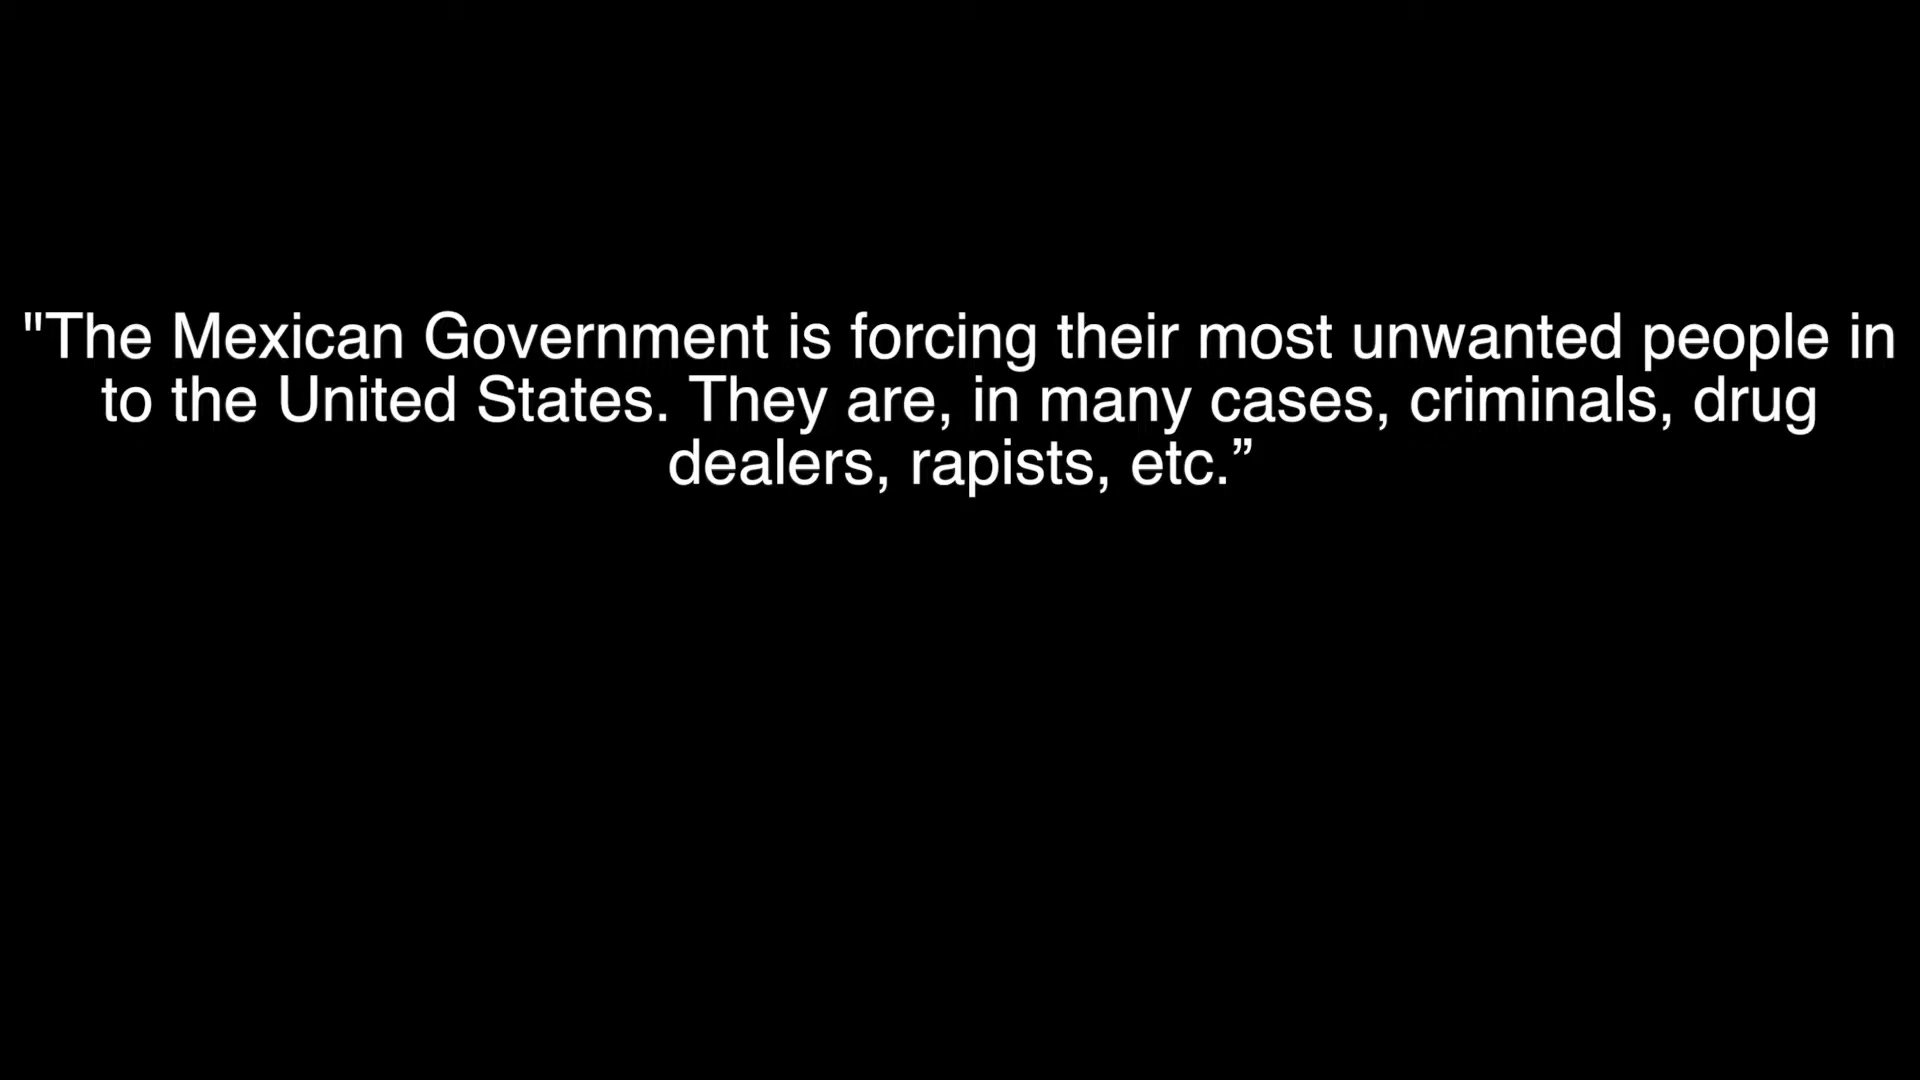 "The Mexican Government is forcing their most unwanted people in
to the United States. They are, in many cases, criminals, drug
dealers, rapists, etc.”